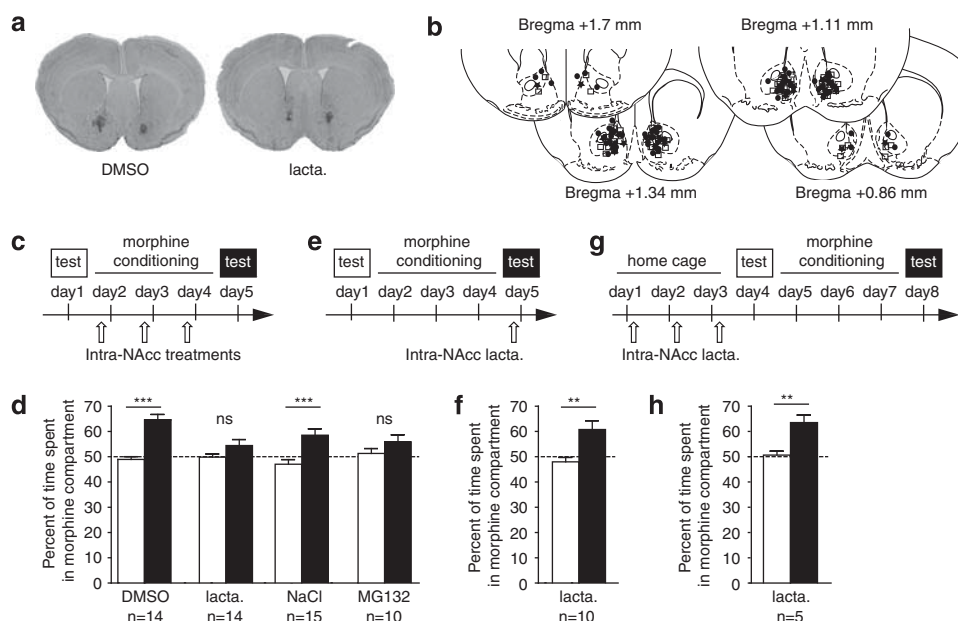 a
DMSO
lacta.
b
Bregma +1.7 mm
Bregma +1.11 mm
Bregma +1.34 mm
Bregma +0.86 mm
c
test
morphine
conditioning
test
day1 day2 day3 day4 day5
Intra-NAcc treatments
e
test
morphine
conditioning
test
day1 day2 day3 day4 day5
Intra-NAcc lacta.
g
home cage
test
morphine
conditioning
test
day1 day2 day3 day4 day5 day6 day7 day8
Intra-NAcc lacta.
d
Percent of time spent
in morphine compartment
70
60
50
40
30
20
10
0
*** ns *** ns
DMSO lacta. NaCl MG132
n=14 n=14 n=15 n=10
f
Percent of time spent
in morphine compartment
70
60
50
40
30
20
10
0
**
lacta.
n=10
h
Percent of time spent
in morphine compartment
70
60
50
40
30
20
10
0
**
lacta.
n=5